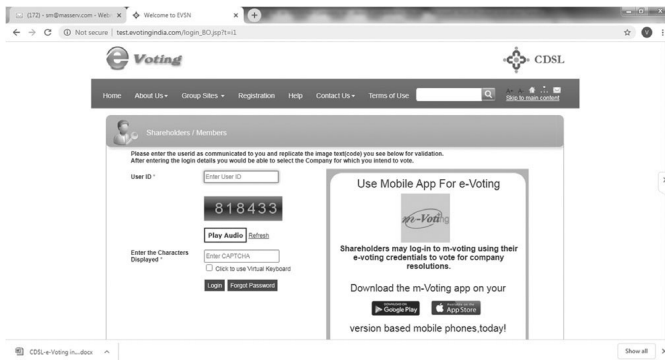 (172) - sm@masserv.com - Web
Welcome to EVSN
Not secure | test.evotingindia.com/login_BO.jsp?t=i1
e Voting
CDSL
Home About Us Group Sites Registration Help Contact Us Terms of Use
Skip to main content
Shareholders / Members
Please enter the userid as communicated to you and replicate the image text(code) you see below for validation.
After entering the login details you would be able to select the Company for which you intend to vote.
User ID *
Enter User ID
818433
Play Audio Refresh
Enter the Characters
Displayed *
Enter CAPTCHA
Click to use Virtual Keyboard
Login Forgot Password
Use Mobile App For e-Voting
m-Voting
Shareholders may log-in to m-voting using their
e-voting credentials to vote for company
resolutions.
Download the m-Voting app on your
Google Play
App Store
version based mobile phones,today!
CDSL-e-Voting in....docx
Show all